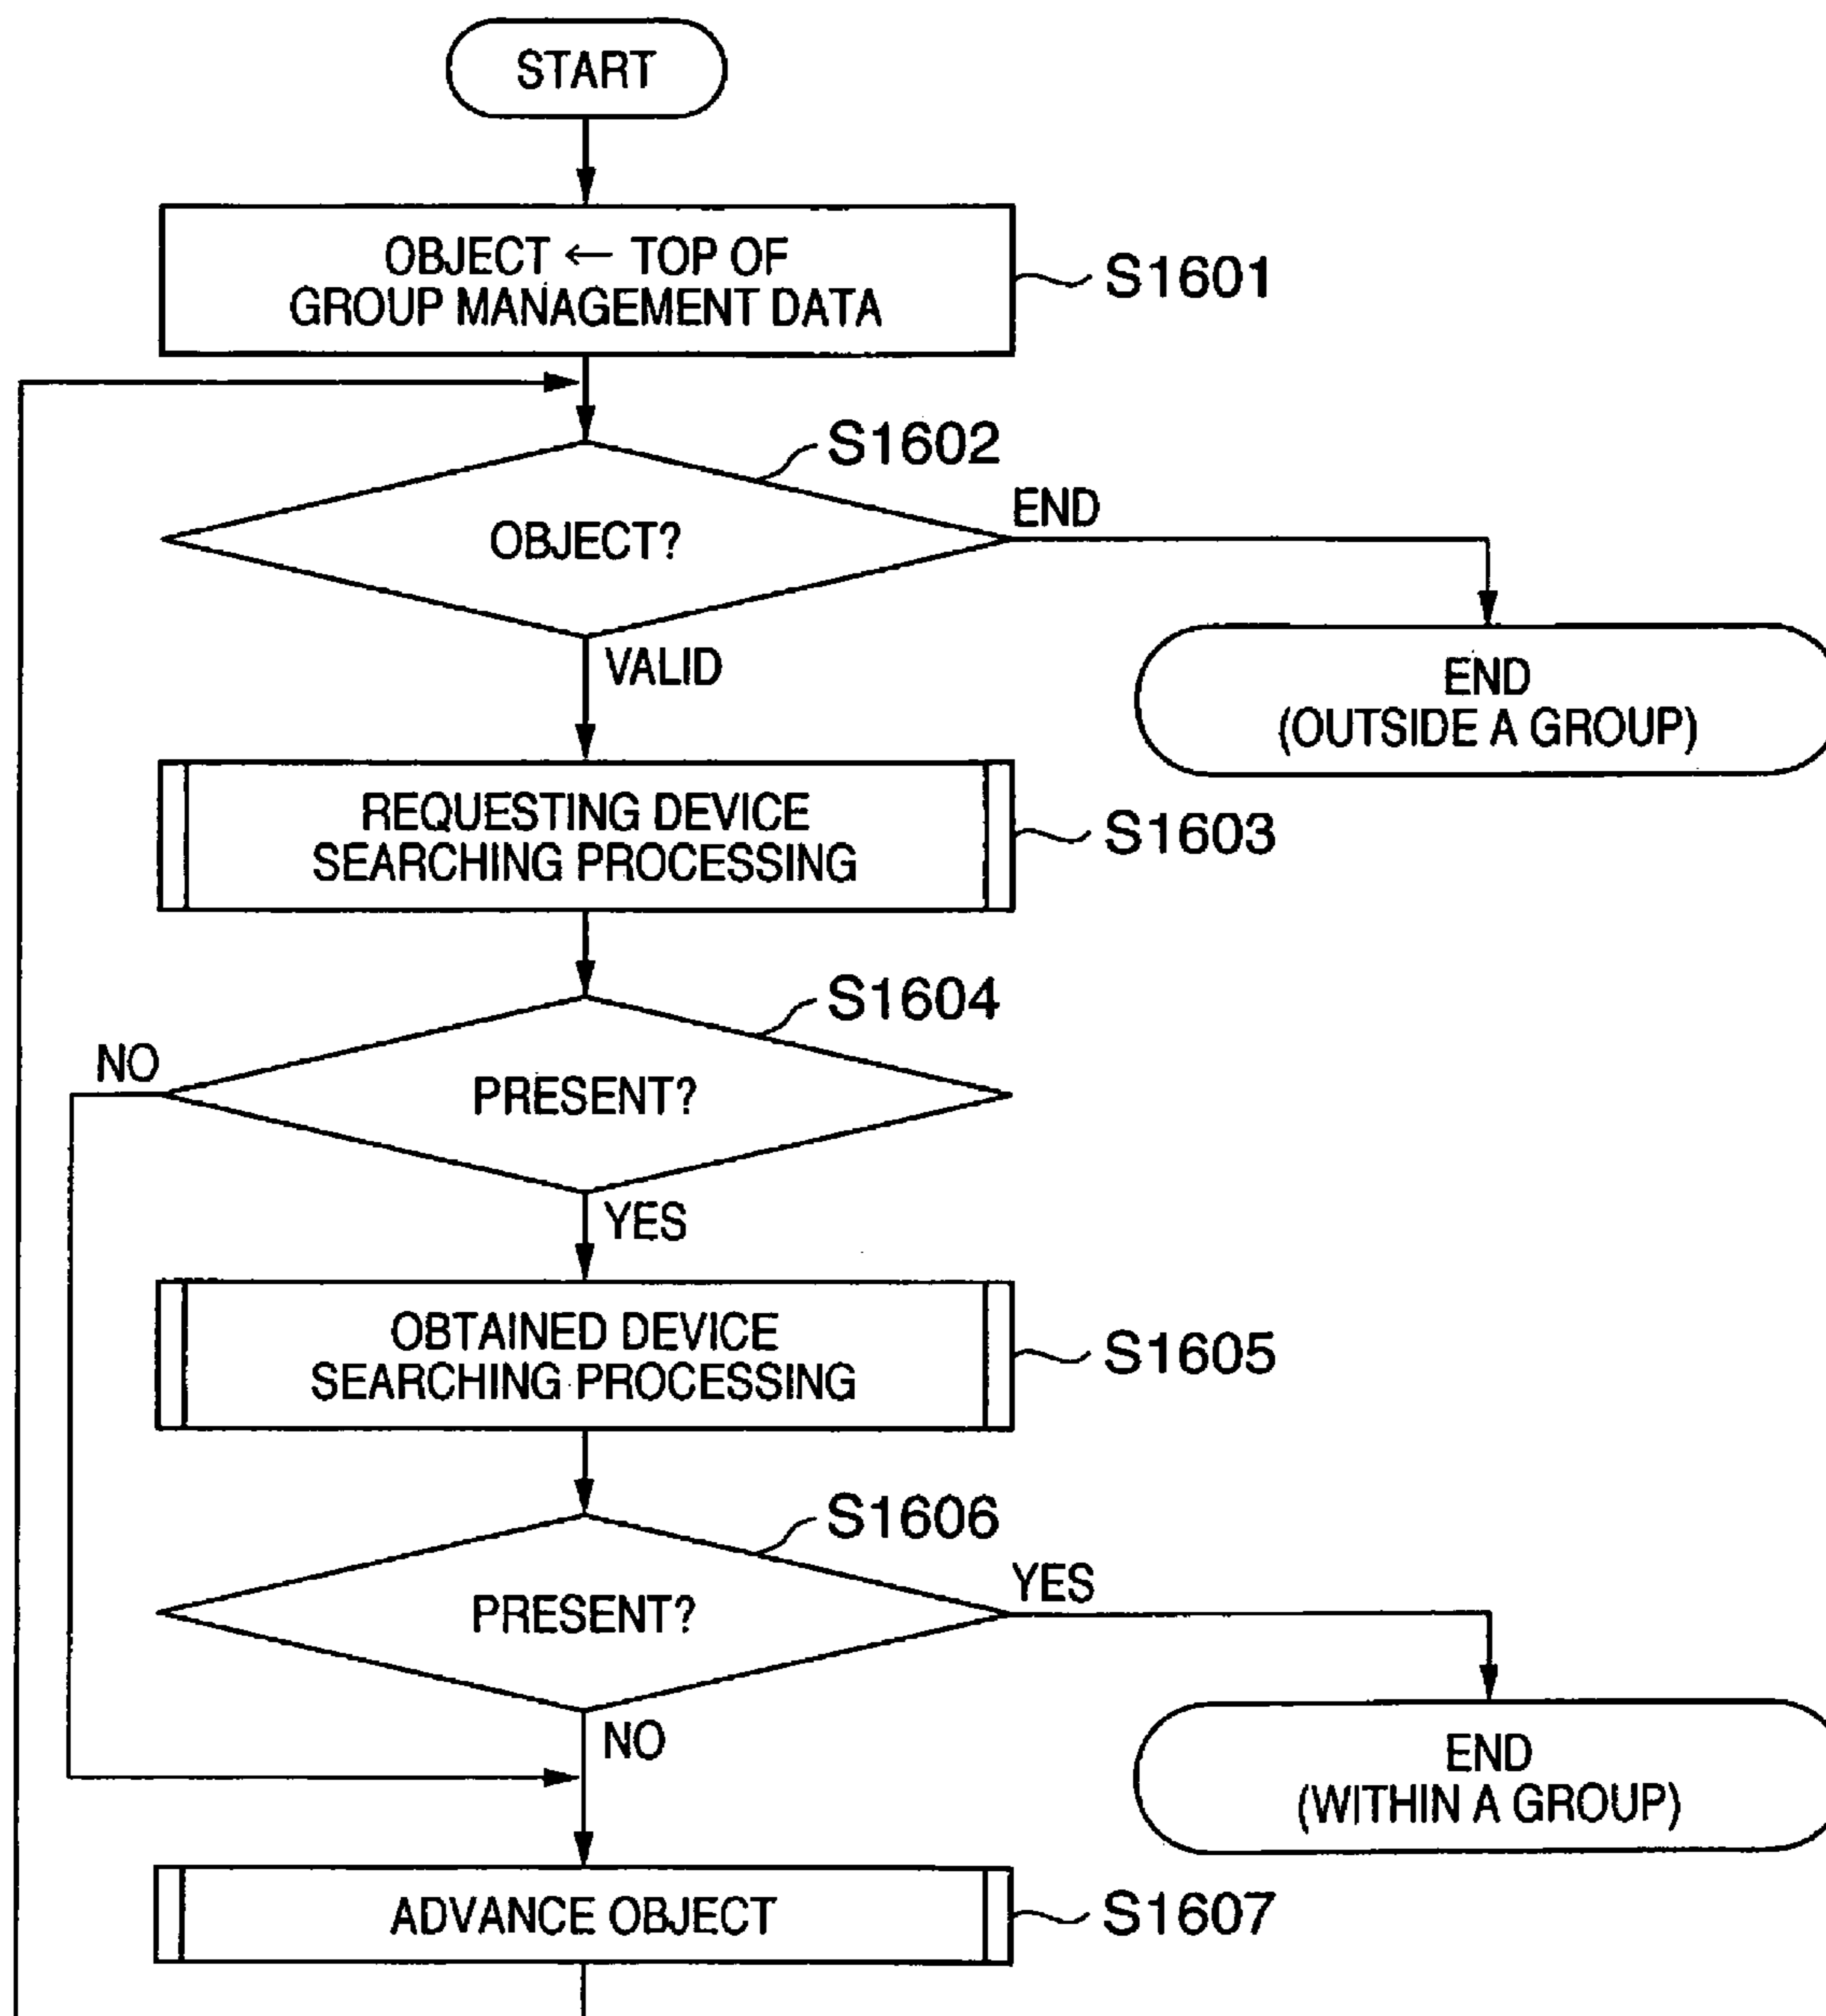 START
OBJECT ← TOP OF
GROUP MANAGEMENT DATA
S1601
S1602
OBJECT?
END
VALID
END
(OUTSIDE A GROUP)
REQUESTING DEVICE
SEARCHING PROCESSING
S1603
S1604
NO
PRESENT?
YES
OBTAINED DEVICE
SEARCHING PROCESSING
S1605
S1606
PRESENT?
YES
NO
END
(WITHIN A GROUP)
ADVANCE OBJECT
S1607